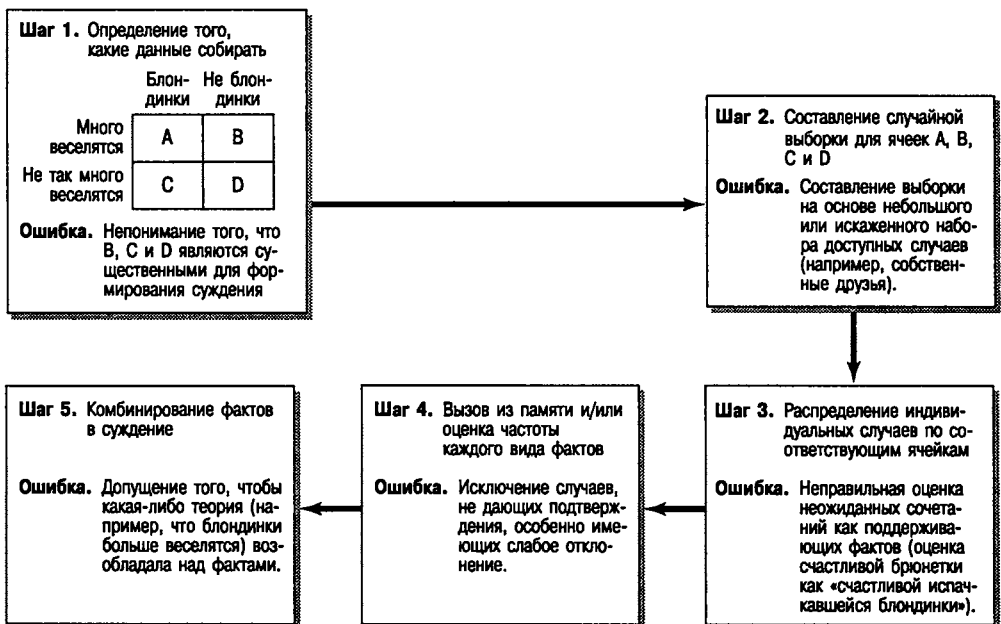 Шаг 1. Определение того,
какие данные собирать
Блон- Не блон-
динки динки
Много
веселятся
A B
Не так много
веселятся
C D
Ошибка. Непонимание того, что
B, C и D являются су-
щественными для фор-
мирования суждения
Шаг 2. Составление случайной
выборки для ячеек A, B,
C и D
Ошибка. Составление выборки
на основе небольшого
или искаженного набо-
ра доступных случаев
(например, собствен-
ные друзья).
Шаг 3. Распределение индиви-
дуальных случаев по со-
ответствующим ячейкам
Ошибка. Неправильная оценка
неожиданных сочета-
ний как поддержива-
ющих фактов (оценка
счастливой брюнетки
как «счастливой испач-
кавшейся блондинки»).
Шаг 4. Вызов из памяти и/или
оценка частоты
каждого вида фактов
Ошибка. Исключение случаев,
не дающих подтверж-
дения, особенно име-
ющих слабое откло-
нение.
Шаг 5. Комбинирование фактов
в суждение
Ошибка. Допущение того, чтобы
какая-либо теория (на-
пример, что блондинки
больше веселятся) воз-
обладала над фактами.